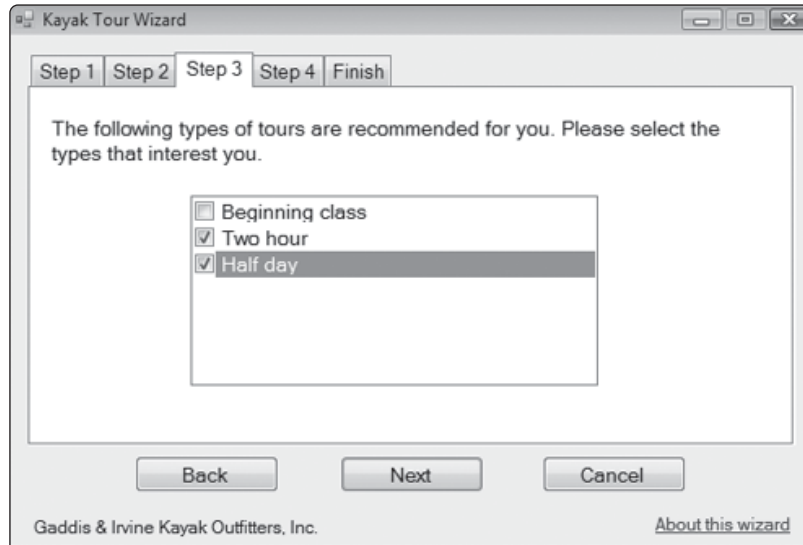 Kayak Tour Wizard
Step 1 Step 2 Step 3 Step 4 Finish
The following types of tours are recommended for you. Please select the
types that interest you.
Beginning class
Two hour
Half day
Back Next Cancel
Gaddis & Irvine Kayak Outfitters, Inc. About this wizard